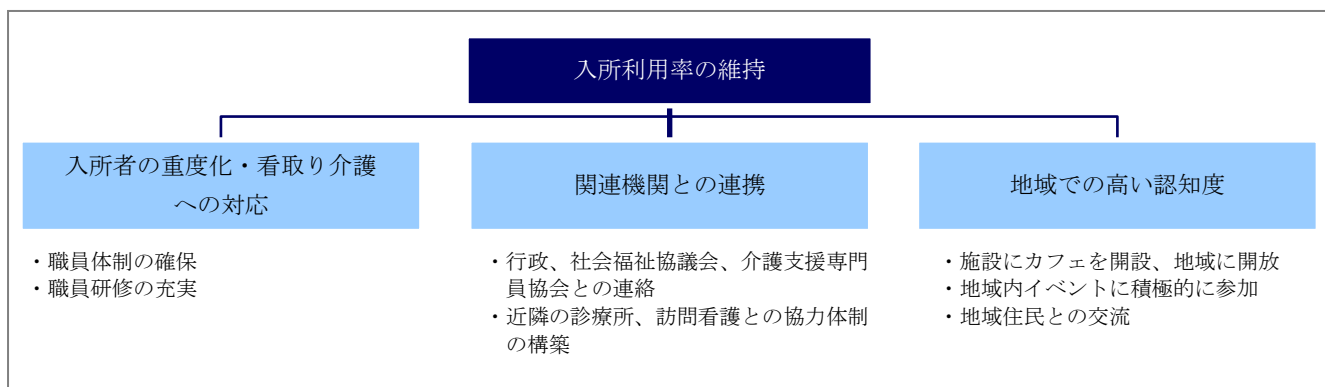 入所利用率の維持
入所者の重度化・看取り介護
への対応
・職員体制の確保
・職員研修の充実
関連機関との連携
・行政、社会福祉協議会、介護支援専門
員協会との連絡
・近隣の診療所、訪問看護との協力体制
の構築
地域での高い認知度
・施設にカフェを開設、地域に開放
・地域内イベントに積極的に参加
・地域住民との交流